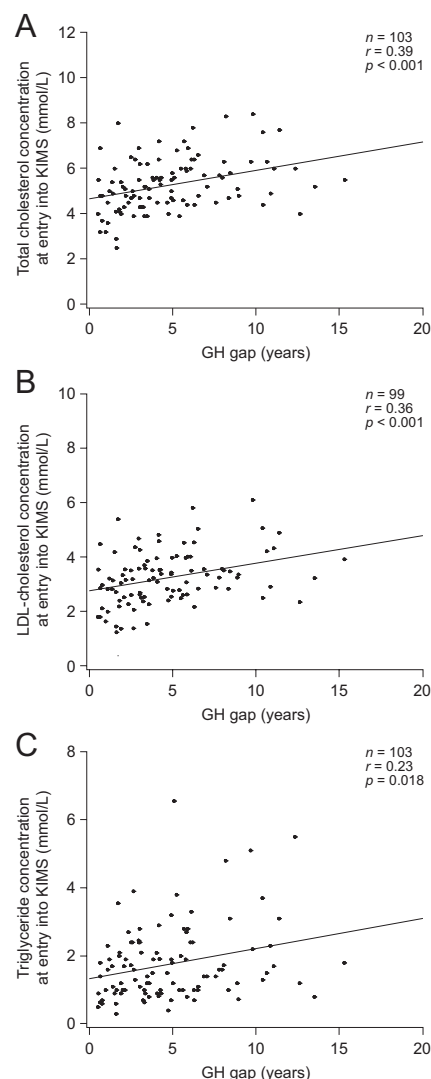 A
12
10
8
6
4
2
0
Total cholesterol concentration
at entry into KIMS (mmol/L)
n = 103
r = 0.39
p < 0.001
0 5 10 15 20
GH gap (years)
B
10
8
6
4
2
0
LDL-cholesterol concentration
at entry into KIMS (mmol/L)
n = 99
r = 0.36
p < 0.001
0 5 10 15 20
GH gap (years)
C
8
6
4
2
0
Triglyceride concentration
at entry into KIMS (mmol/L)
n = 103
r = 0.23
p = 0.018
0 5 10 15 20
GH gap (years)